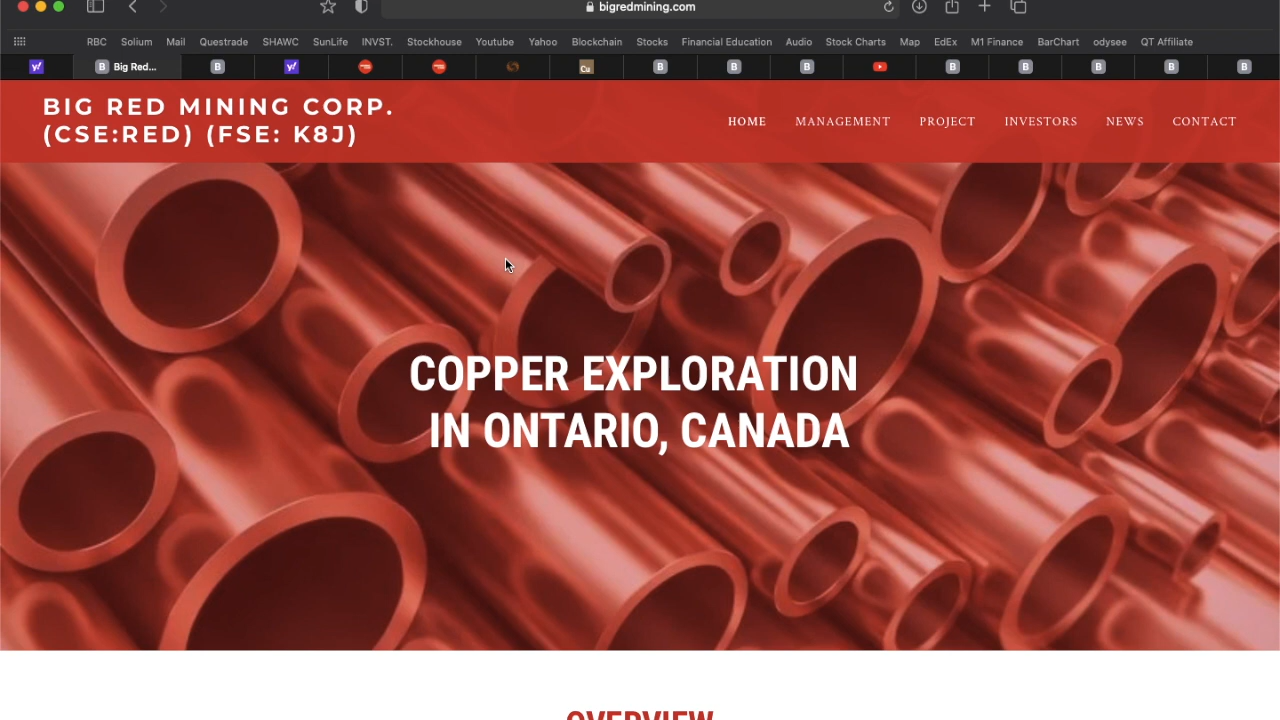 bigredmining.com
RBC Solium Mail Questrade SHAWC SunLife INVST. Stockhouse Youtube Yahoo Blockchain Stocks Financial Education Audio Stock Charts Map EdEx M1 Finance BarChart odysee QT Affiliate
y! B Big Red... B y! Cu B B B B B B B B
BIG RED MINING CORP.
(CSE:RED) (FSE: K8J)
HOME MANAGEMENT PROJECT INVESTORS NEWS CONTACT
COPPER EXPLORATION
IN ONTARIO, CANADA
OVERVIEW